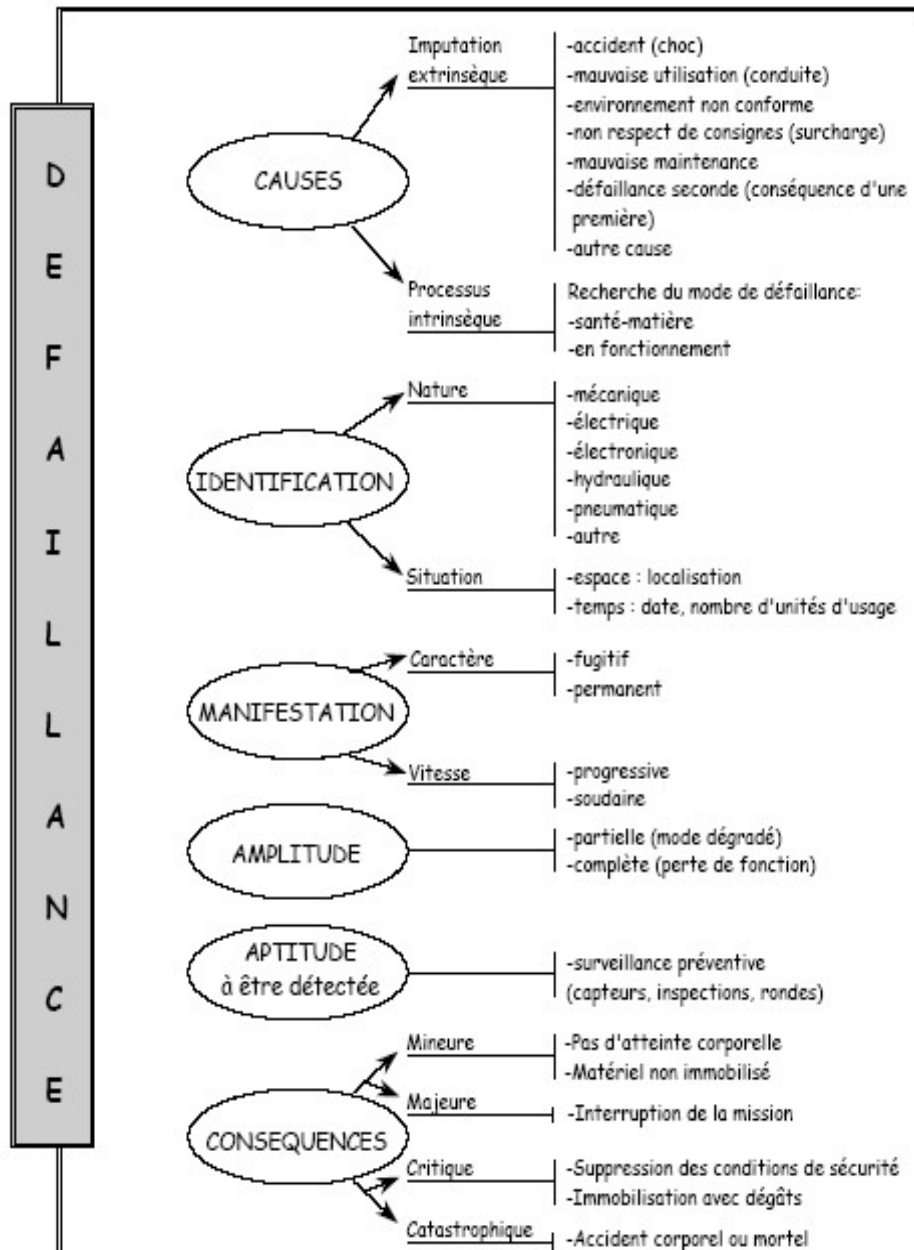 DEFAILLANCE
CAUSES
Imputation
extrinsèque
-accident (choc)
-mauvaise utilisation (conduite)
-environnement non conforme
-non respect de consignes (surcharge)
-mauvaise maintenance
-défaillance seconde (conséquence d'une
première)
-autre cause
Processus
intrinsèque
Recherche du mode de défaillance:
-santé-matière
-en fonctionnement
IDENTIFICATION
Nature
-mécanique
-électrique
-électronique
-hydraulique
-pneumatique
-autre
Situation
-espace : localisation
-temps : date, nombre d'unités d'usage
MANIFESTATION
Caractère
-fugitif
-permanent
Vitesse
-progressive
-soudaine
AMPLITUDE
-partielle (mode dégradé)
-complète (perte de fonction)
APTITUDE
à être détectée
-surveillance préventive
(capteurs, inspections, rondes)
CONSEQUENCES
Mineure
-Pas d'atteinte corporelle
-Matériel non immobilisé
Majeure
-Interruption de la mission
Critique
-Suppression des conditions de sécurité
-Immobilisation avec dégâts
Catastrophique
-Accident corporel ou mortel